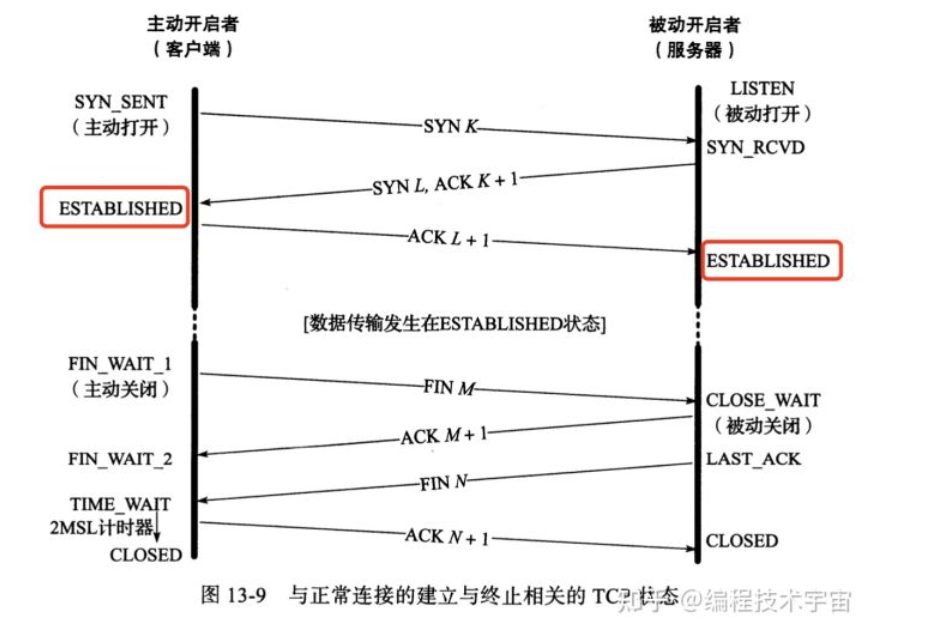 主动开启者
（客户端）
被动开启者
（服务器）
SYN_SENT
（主动打开）
LISTEN
（被动打开）
SYN K
SYN_RCVD
SYN L, ACK K + 1
ESTABLISHED
ACK L + 1
ESTABLISHED
[数据传输发生在ESTABLISHED状态]
FIN_WAIT_1
（主动关闭）
FIN M
CLOSE_WAIT
（被动关闭）
ACK M + 1
FIN_WAIT_2
LAST_ACK
FIN N
TIME_WAIT
2MSL计时器
ACK N + 1
CLOSED
CLOSED
图 13-9 与正常连接的建立与终止相关的 TCP 状态
知乎 @编程技术宇宙